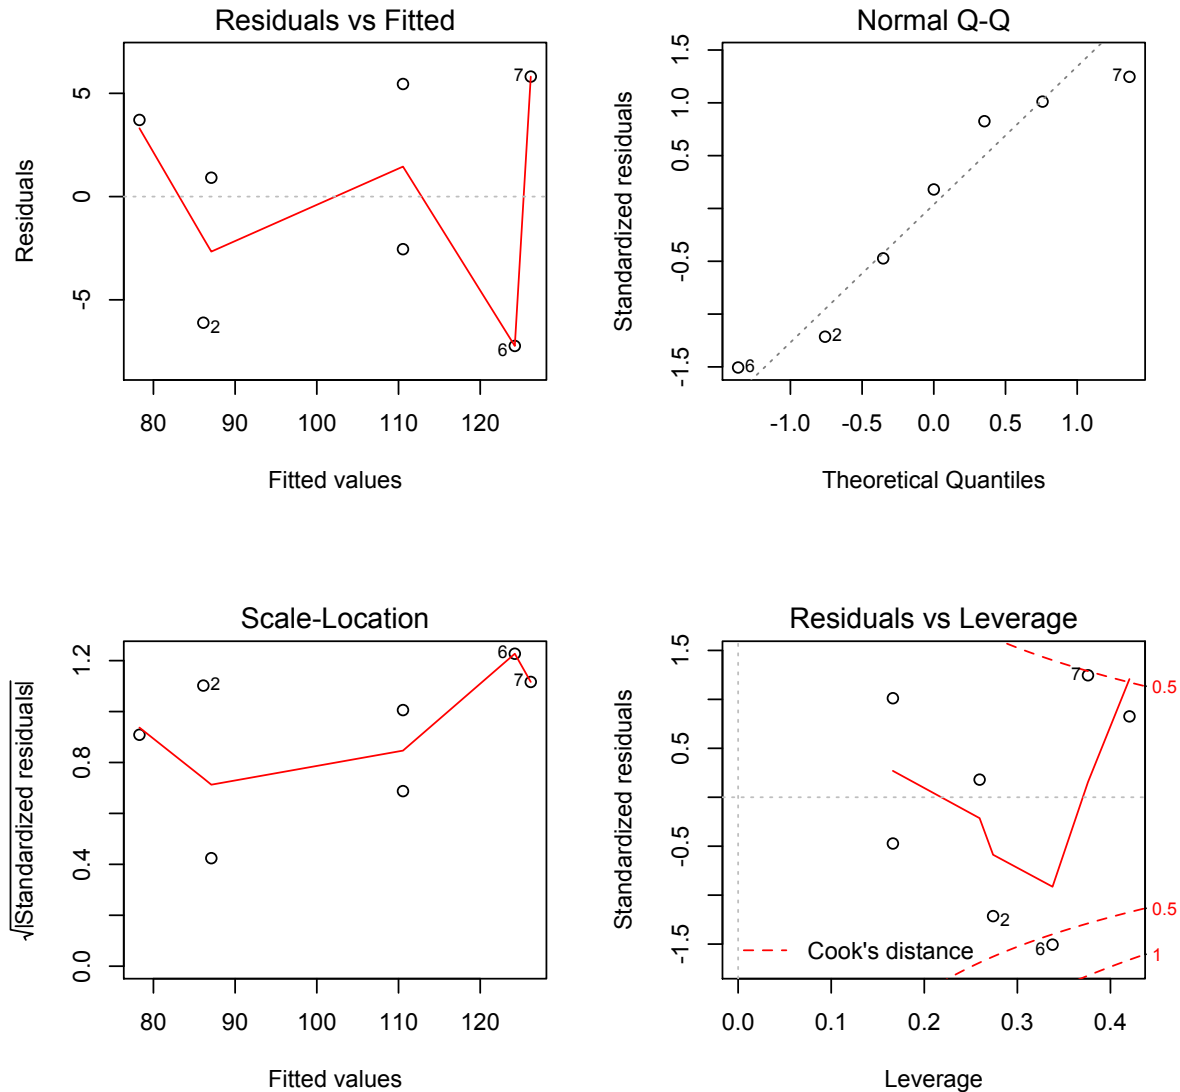 Residuals vs Fitted
Residuals
5
0
-5
7
2
6
80 90 100 110 120
Fitted values
Normal Q-Q
Standardized residuals
1.5
1.0
0.5
-0.5
-1.5
6
2
7
-1.0 -0.5 0.0 0.5 1.0
Theoretical Quantiles
Scale-Location
√|Standardized residuals|
1.2
0.8
0.4
0.0
6
7
2
80 90 100 110 120
Fitted values
Residuals vs Leverage
Standardized residuals
1.5
0.5
-0.5
-1.5
7
2
6
0.5
0.5
1
Cook's distance
0.0 0.1 0.2 0.3 0.4
Leverage